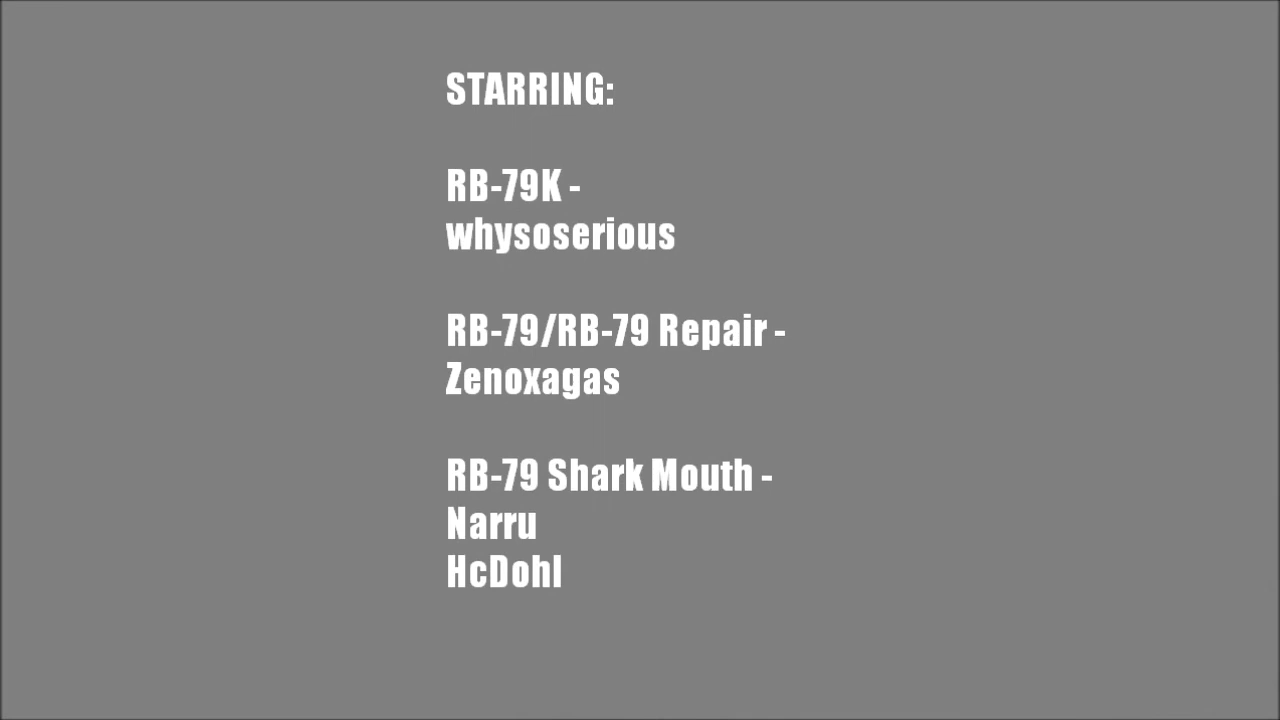 STARRING:
RB-79K -
whysoserious
RB-79/RB-79 Repair -
Zenoxagas
RB-79 Shark Mouth -
Narru
HcDohl